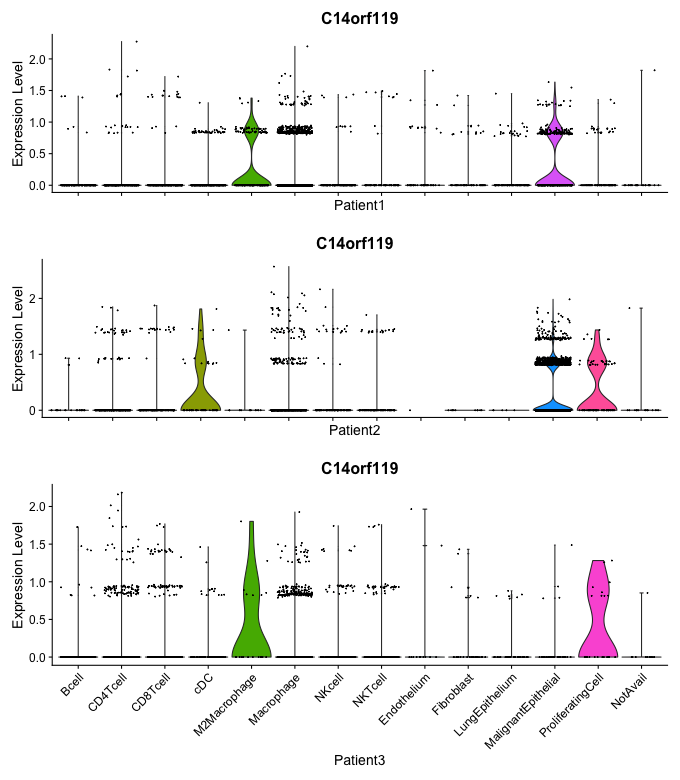 C14orf119
Expression Level
2.0
1.5
1.0
0.5
0.0
Patient1
C14orf119
Expression Level
2
1
0
Patient2
C14orf119
Expression Level
2.0
1.5
1.0
0.5
0.0
Bcell
CD4Tcell
CD8Tcell
cDC
M2Macrophage
Macrophage
NKcell
NKTcell
Endothelium
Fibroblast
LungEpithelium
MalignantEpithelial
ProliferatingCell
NotAvail
Patient3